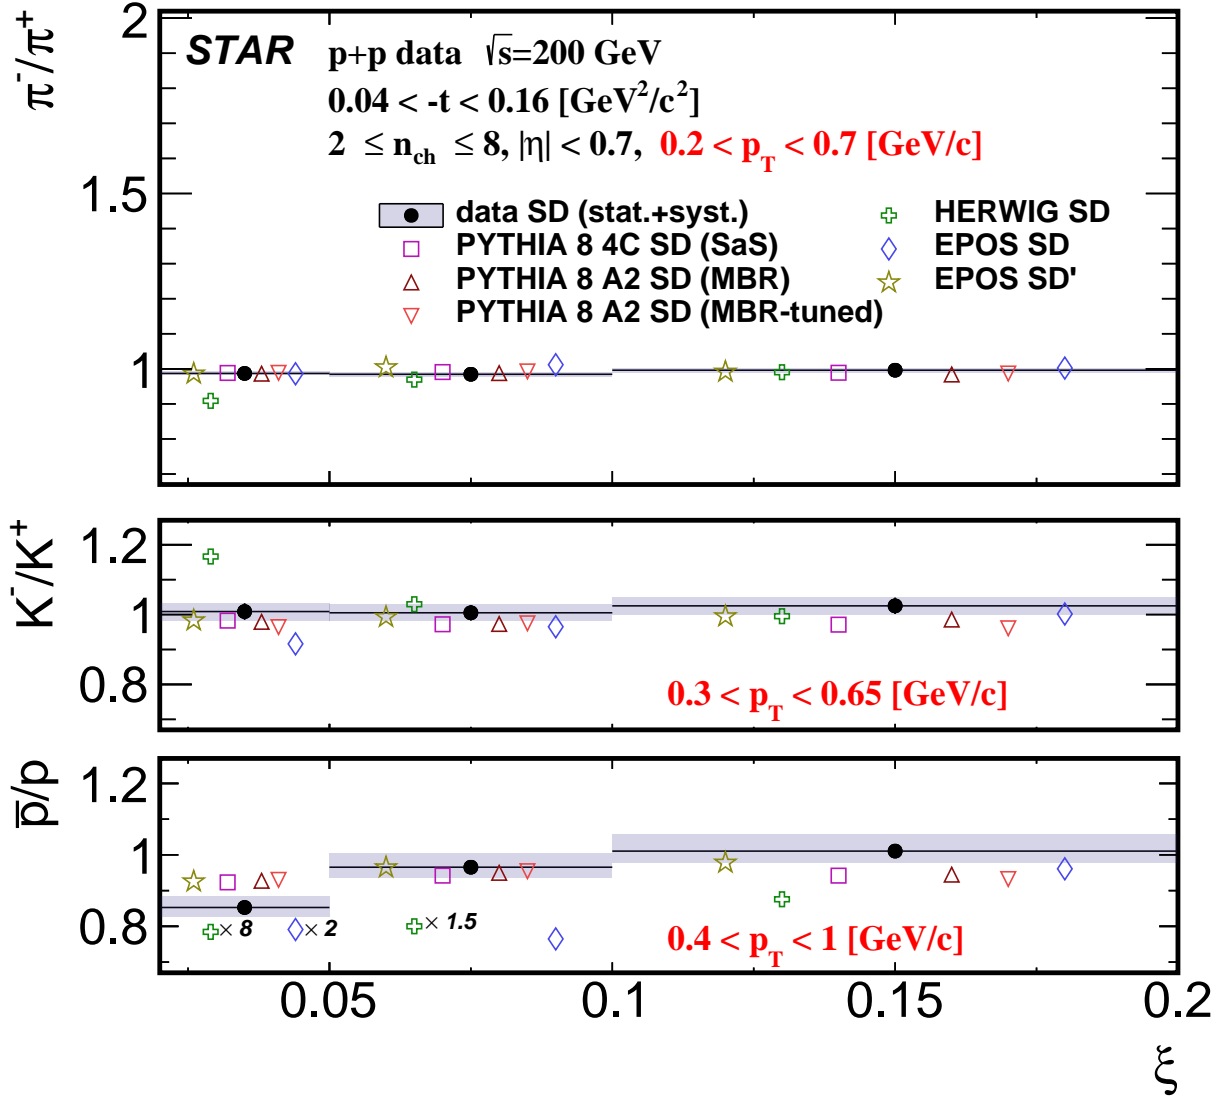 π⁻/π⁺
2
1.5
1
STAR p+p data √s=200 GeV
0.04 < -t < 0.16 [GeV²/c²]
2 ≤ n_ch ≤ 8, |η| < 0.7, 0.2 < p_T < 0.7 [GeV/c]
data SD (stat.+syst.)
PYTHIA 8 4C SD (SaS)
PYTHIA 8 A2 SD (MBR)
PYTHIA 8 A2 SD (MBR-tuned)
HERWIG SD
EPOS SD
EPOS SD'
K⁻/K⁺
1.2
1
0.8
0.3 < p_T < 0.65 [GeV/c]
p̅/p
1.2
1
0.8
× 8
× 2
× 1.5
0.4 < p_T < 1 [GeV/c]
0.05 0.1 0.15 0.2
ξ